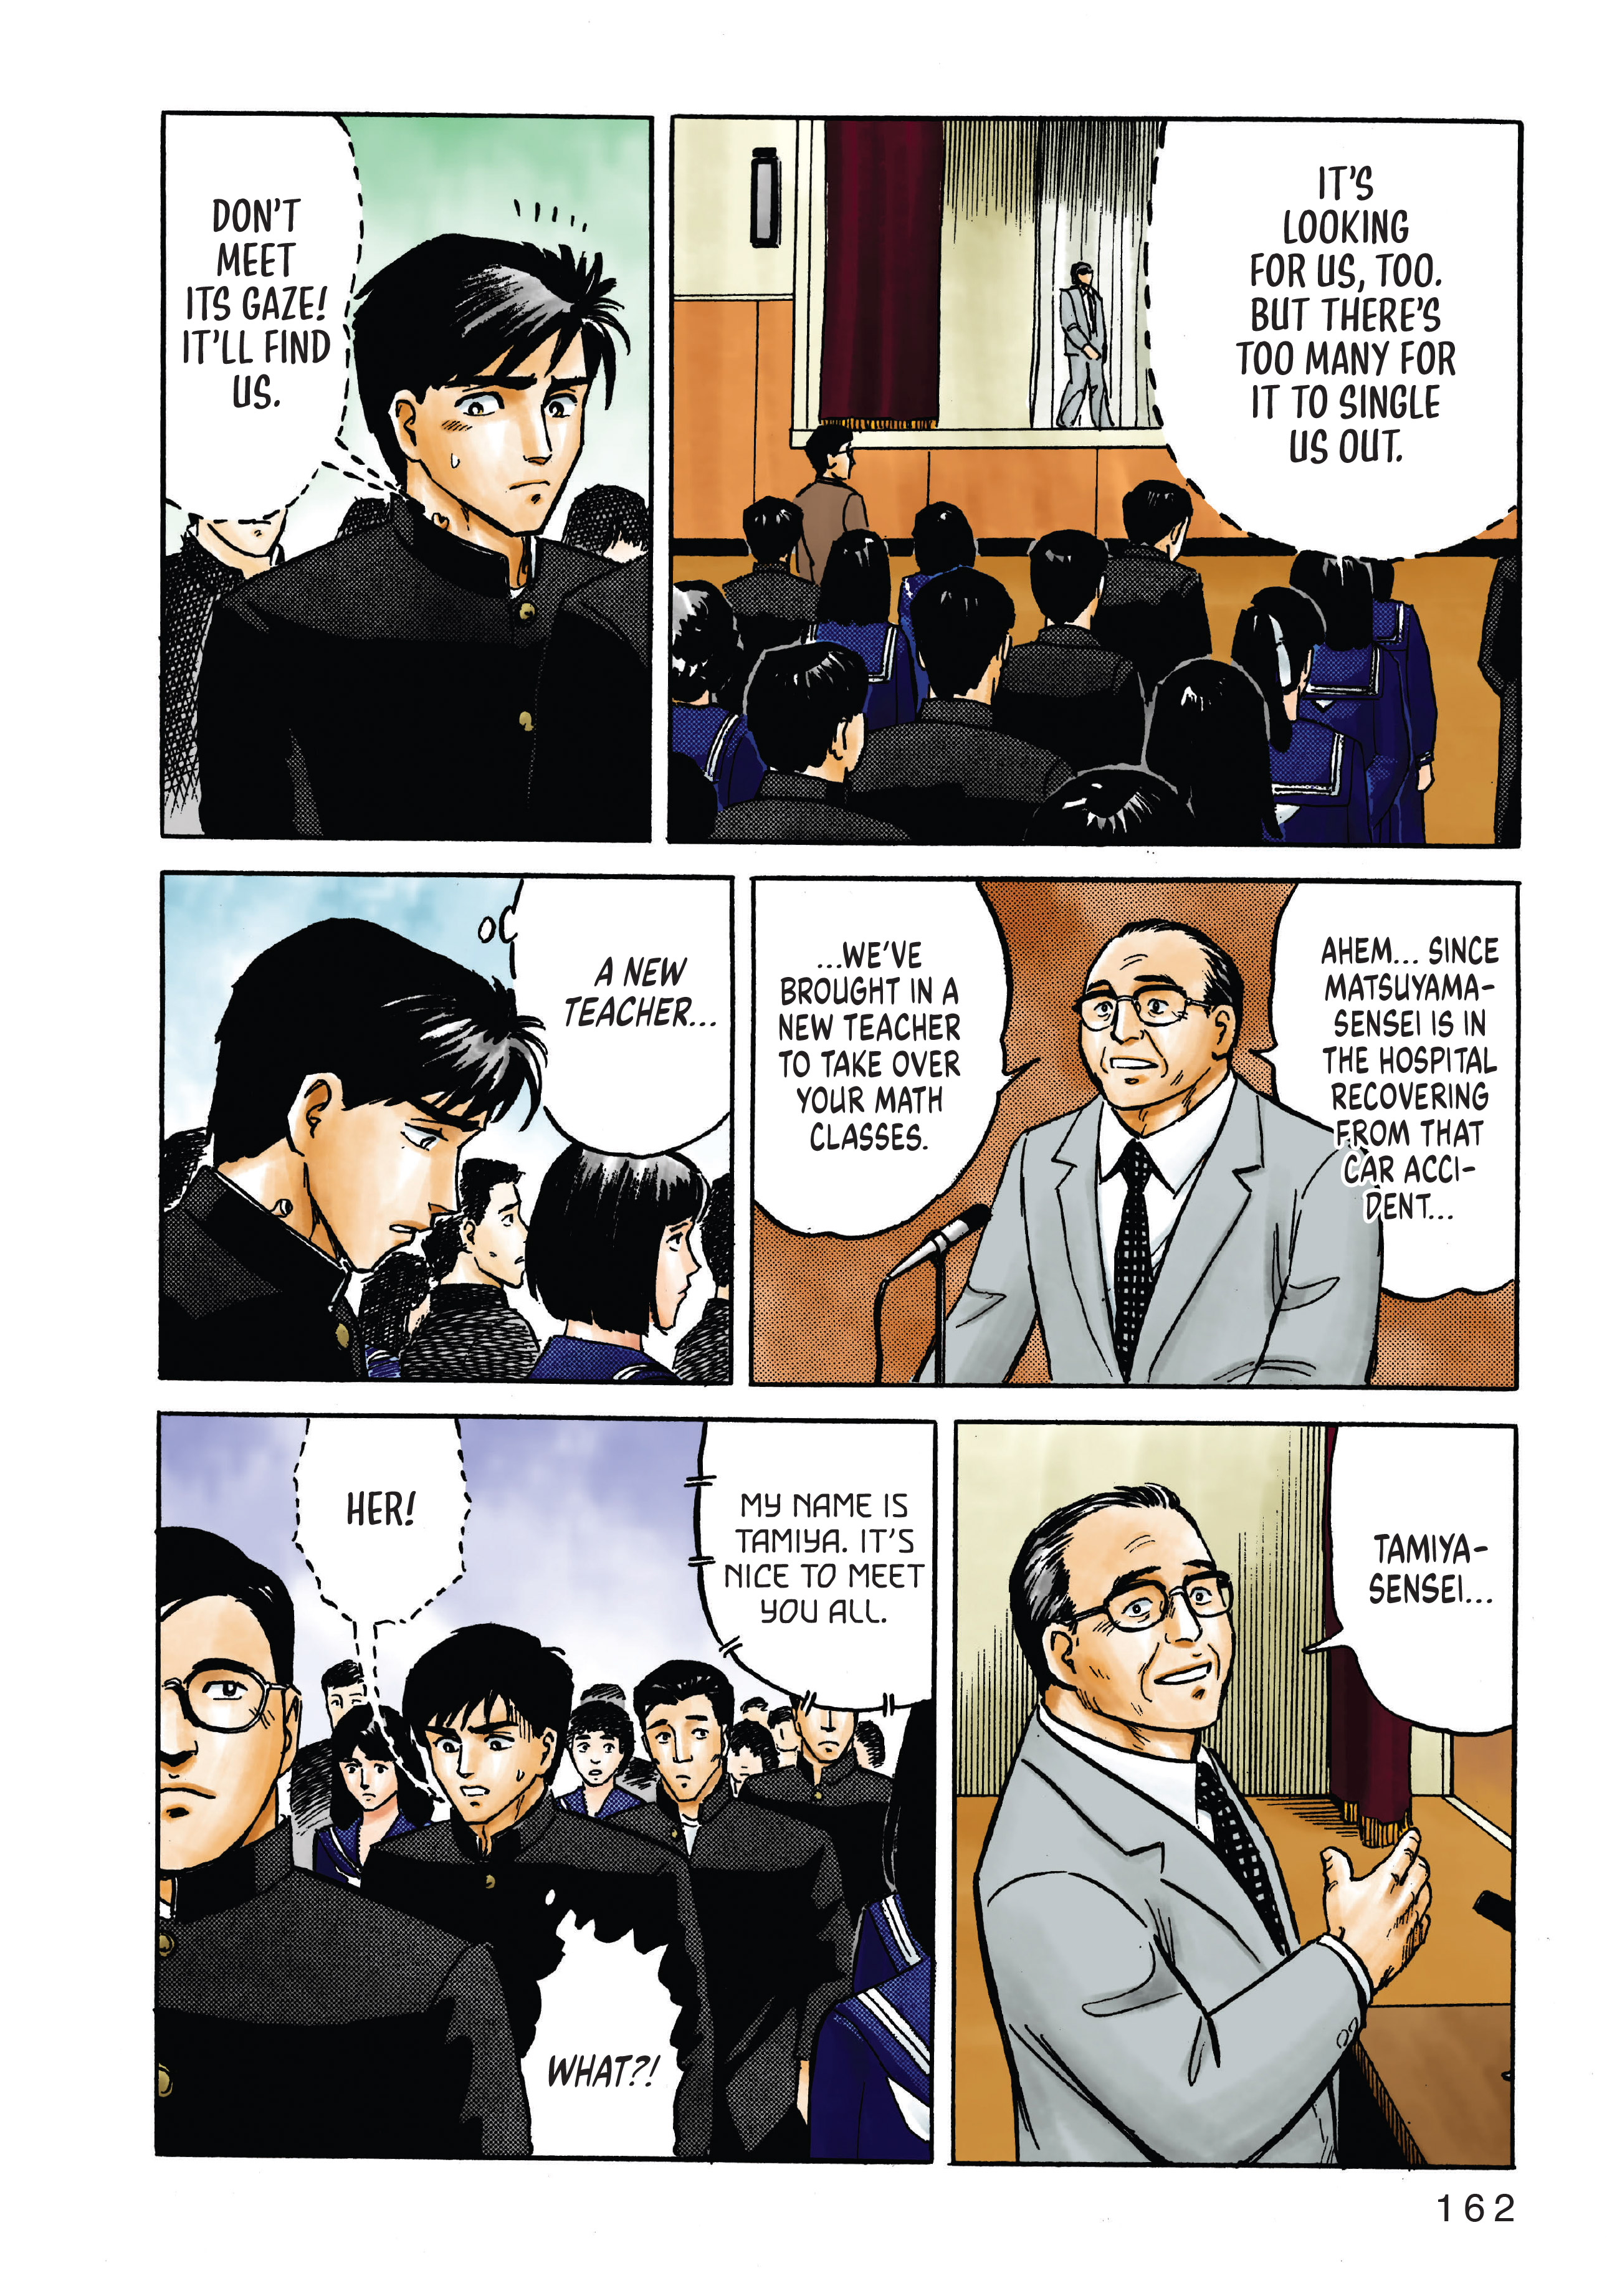 IT'S
LOOKING
FOR US, TOO.
BUT THERE'S
TOO MANY FOR
IT TO SINGLE
US OUT.
DON'T
MEET
ITS GAZE!
IT'LL FIND
US.
AHEM... SINCE
MATSUYAMA-
SENSEI IS IN
THE HOSPITAL
RECOVERING
FROM THAT
CAR ACCI-
DENT...
...WE'VE
BROUGHT IN A
NEW TEACHER
TO TAKE OVER
YOUR MATH
CLASSES.
A NEW
TEACHER...
TAMIYA-
SENSEI...
MY NAME IS
TAMIYA. IT'S
NICE TO MEET
YOU ALL.
HER!
WHAT?!
162